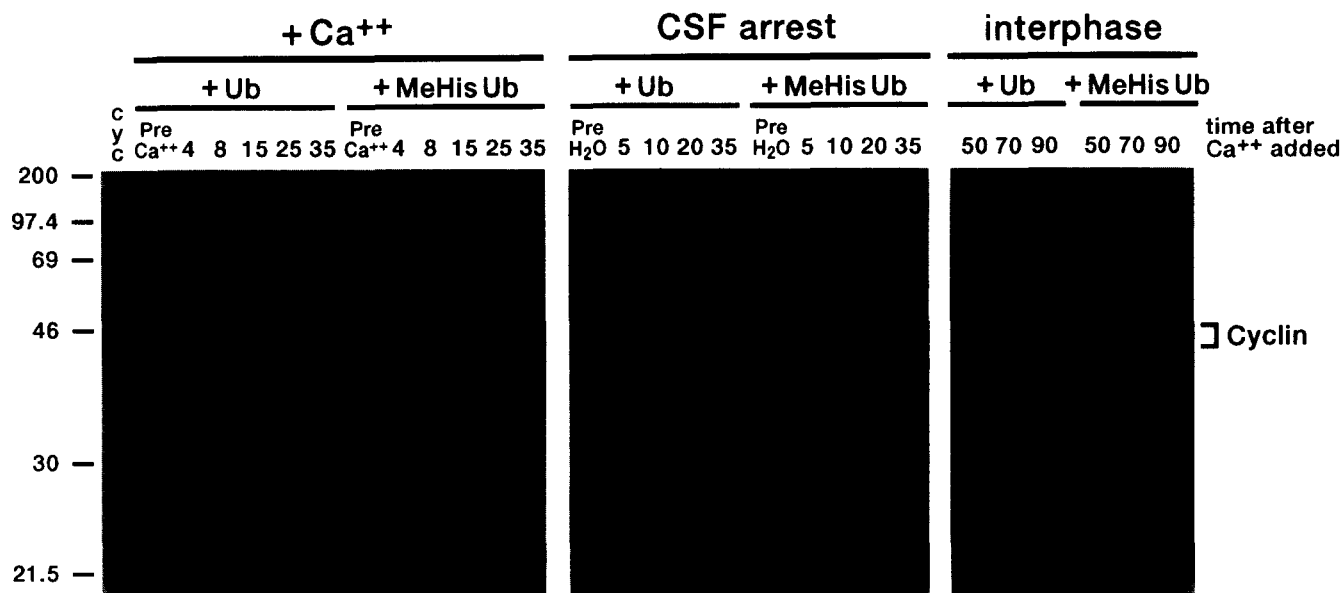 + Ca++ CSF arrest interphase
+ Ub + MeHis Ub + Ub + MeHis Ub + Ub + MeHis Ub
cyc Pre Ca++ 4 8 15 25 35 Pre Ca++ 4 8 15 25 35 Pre H2O 5 10 20 35 Pre H2O 5 10 20 35 50 70 90 50 70 90 time after Ca++ added
200
97.4
69
46 Cyclin
30
21.5